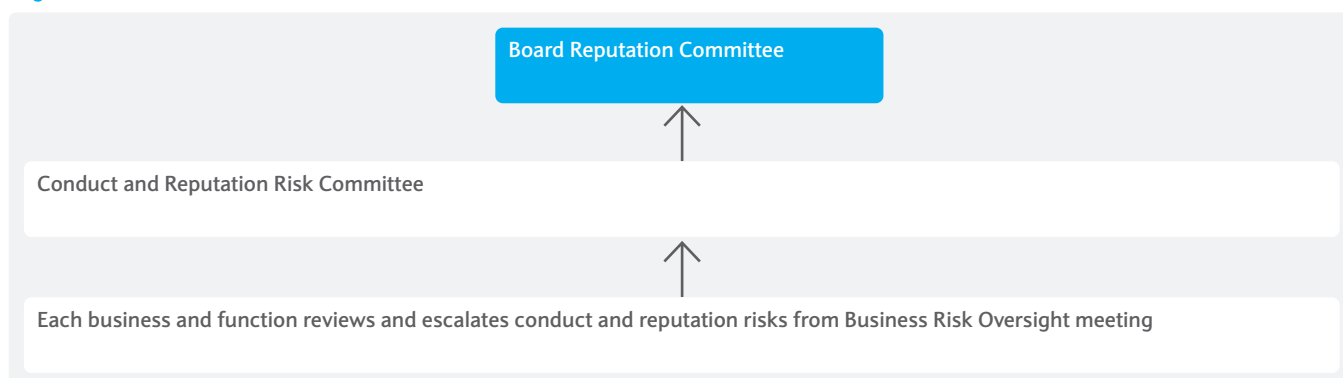 Board Reputation Committee
Conduct and Reputation Risk Committee
Each business and function reviews and escalates conduct and reputation risks from Business Risk Oversight meeting